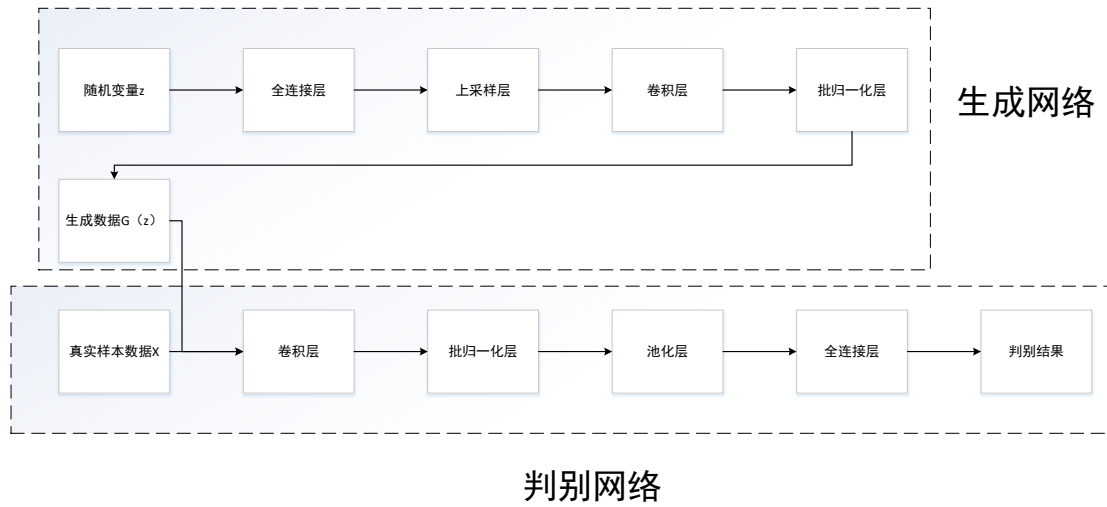 随机变量z
全连接层
上采样层
卷积层
批归一化层
生成网络
生成数据G（z）
真实样本数据X
卷积层
批归一化层
池化层
全连接层
判别结果
判别网络